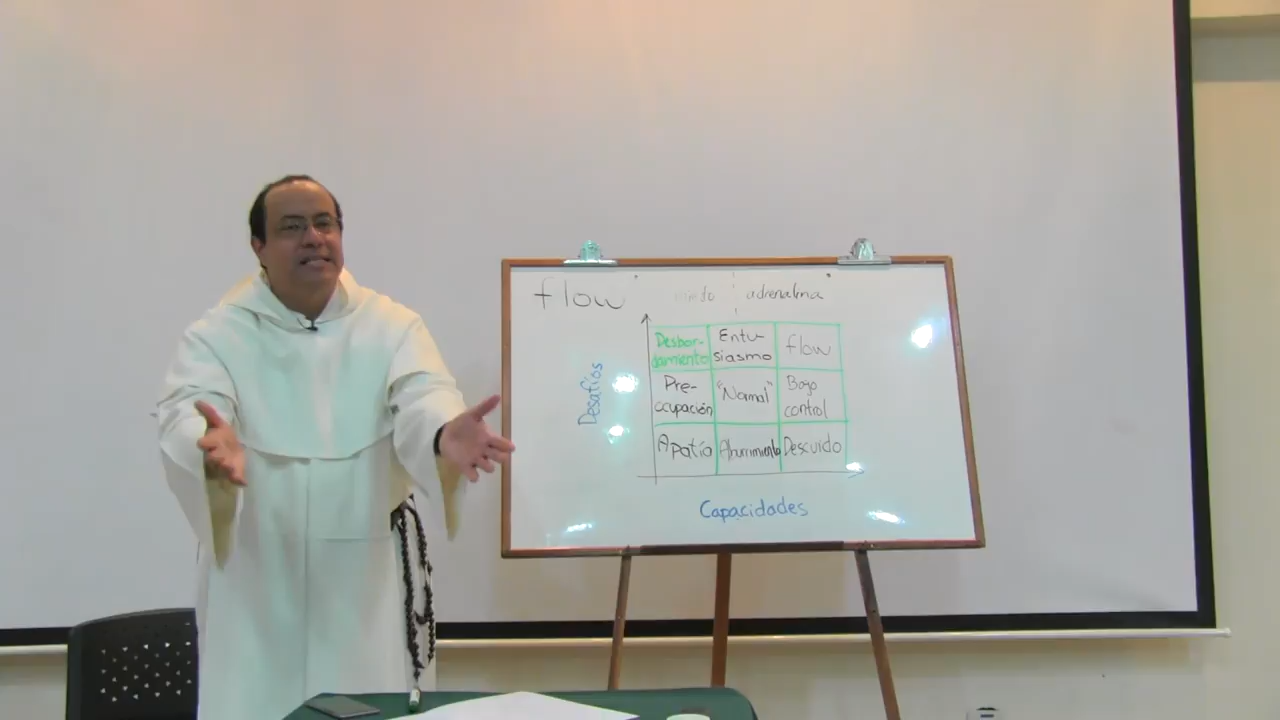 flow miedo adrenalina
Desbor-
damiento
Entu-
siasmo
flow
Pre-
ocupación
"Normal"
Bajo
control
Apatía
Aburrimiento
Descuido
Desafíos
Capacidades